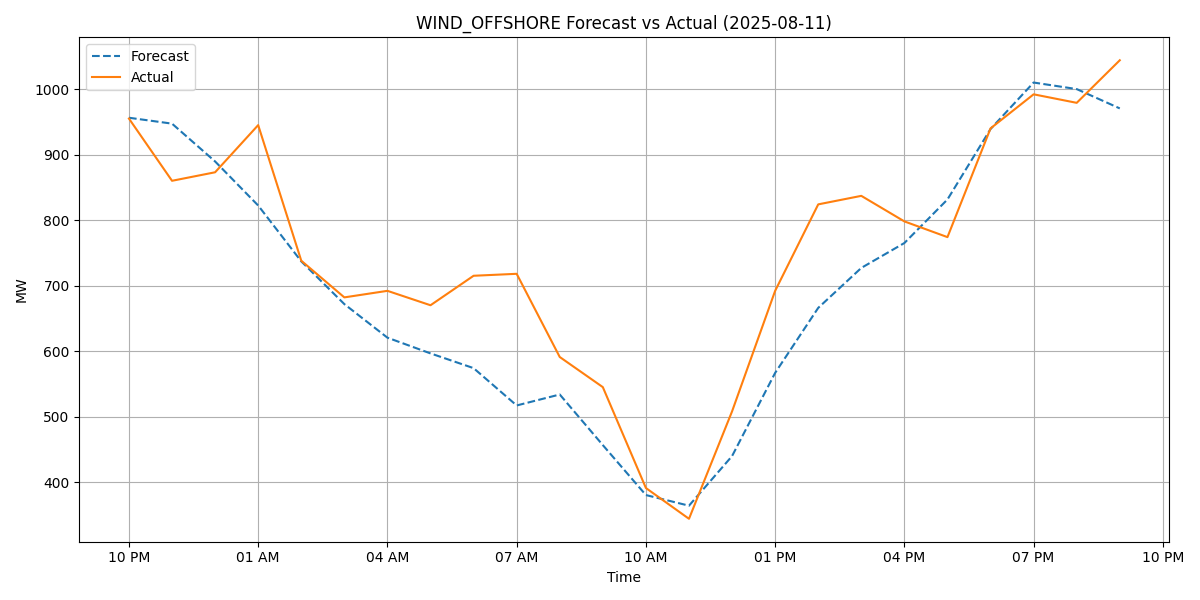 WIND_OFFSHORE Forecast vs Actual (2025-08-11)
Forecast
Actual
MW
1000
900
800
700
600
500
400
10 PM 01 AM 04 AM 07 AM 10 AM 01 PM 04 PM 07 PM 10 PM
Time